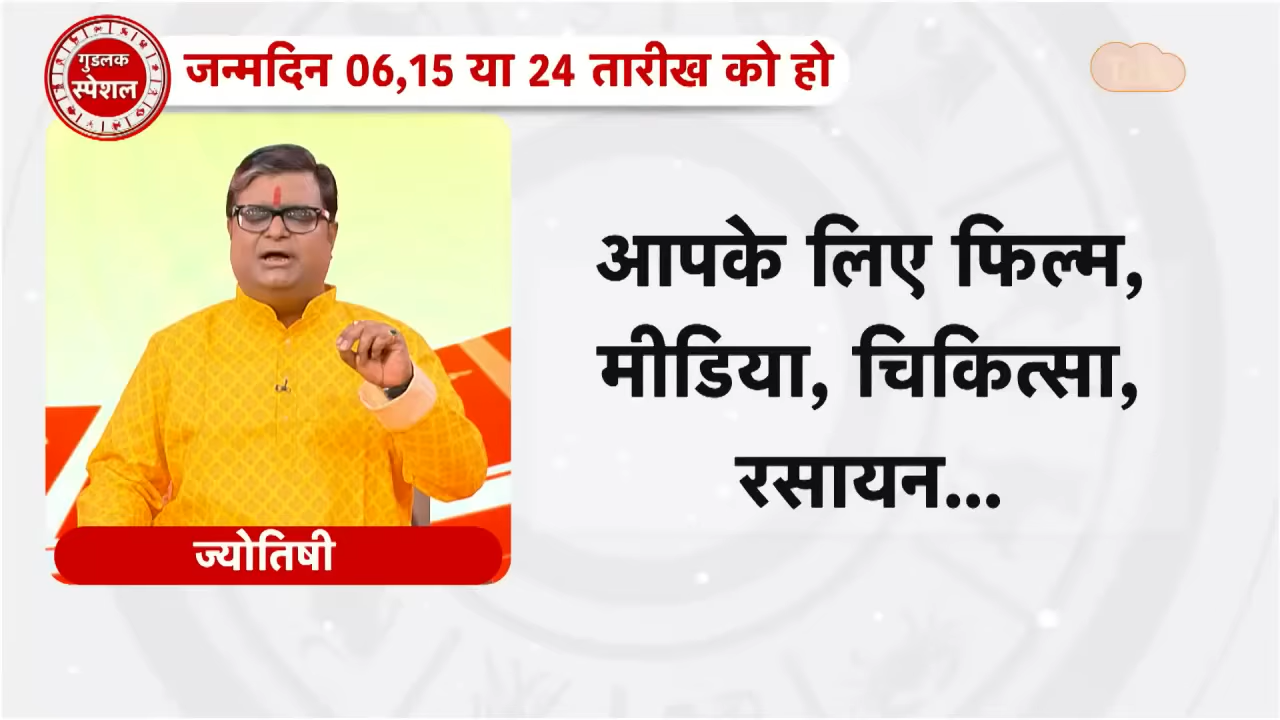 गुडलक
स्पेशल
जन्मदिन 06,15 या 24 तारीख को हो
आपके लिए फिल्म,
मीडिया, चिकित्सा,
रसायन...
ज्योतिषी